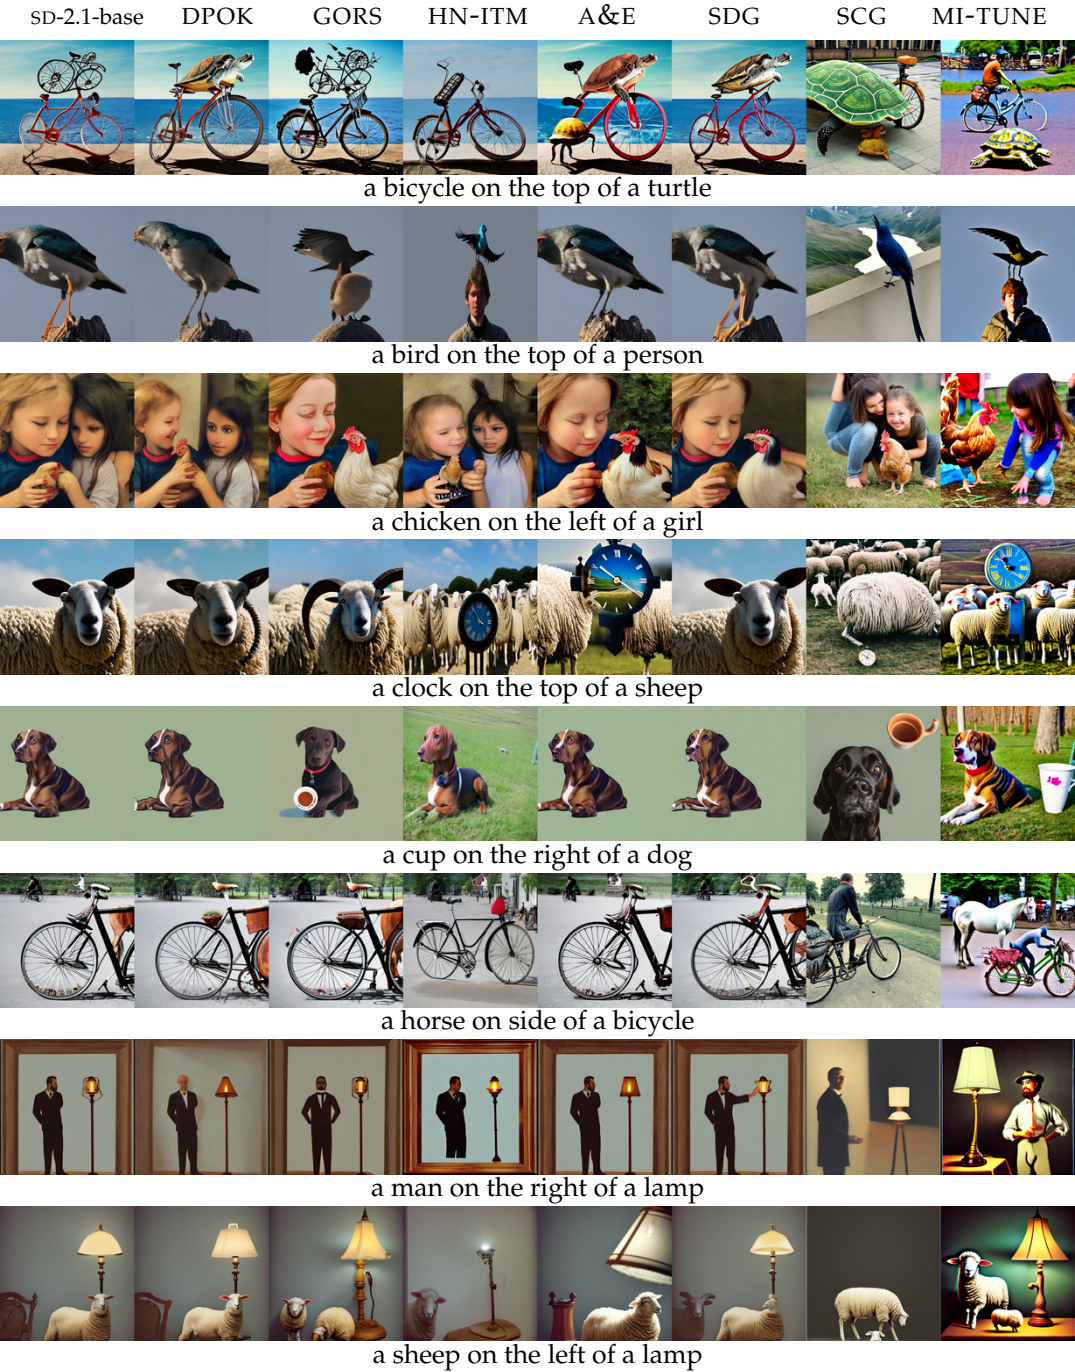 SD-2.1-base DPOK GORS HN-ITM A&E SDG SCG MI-TUNE
a bicycle on the top of a turtle
a bird on the top of a person
a chicken on the left of a girl
a clock on the top of a sheep
a cup on the right of a dog
a horse on side of a bicycle
a man on the right of a lamp
a sheep on the left of a lamp